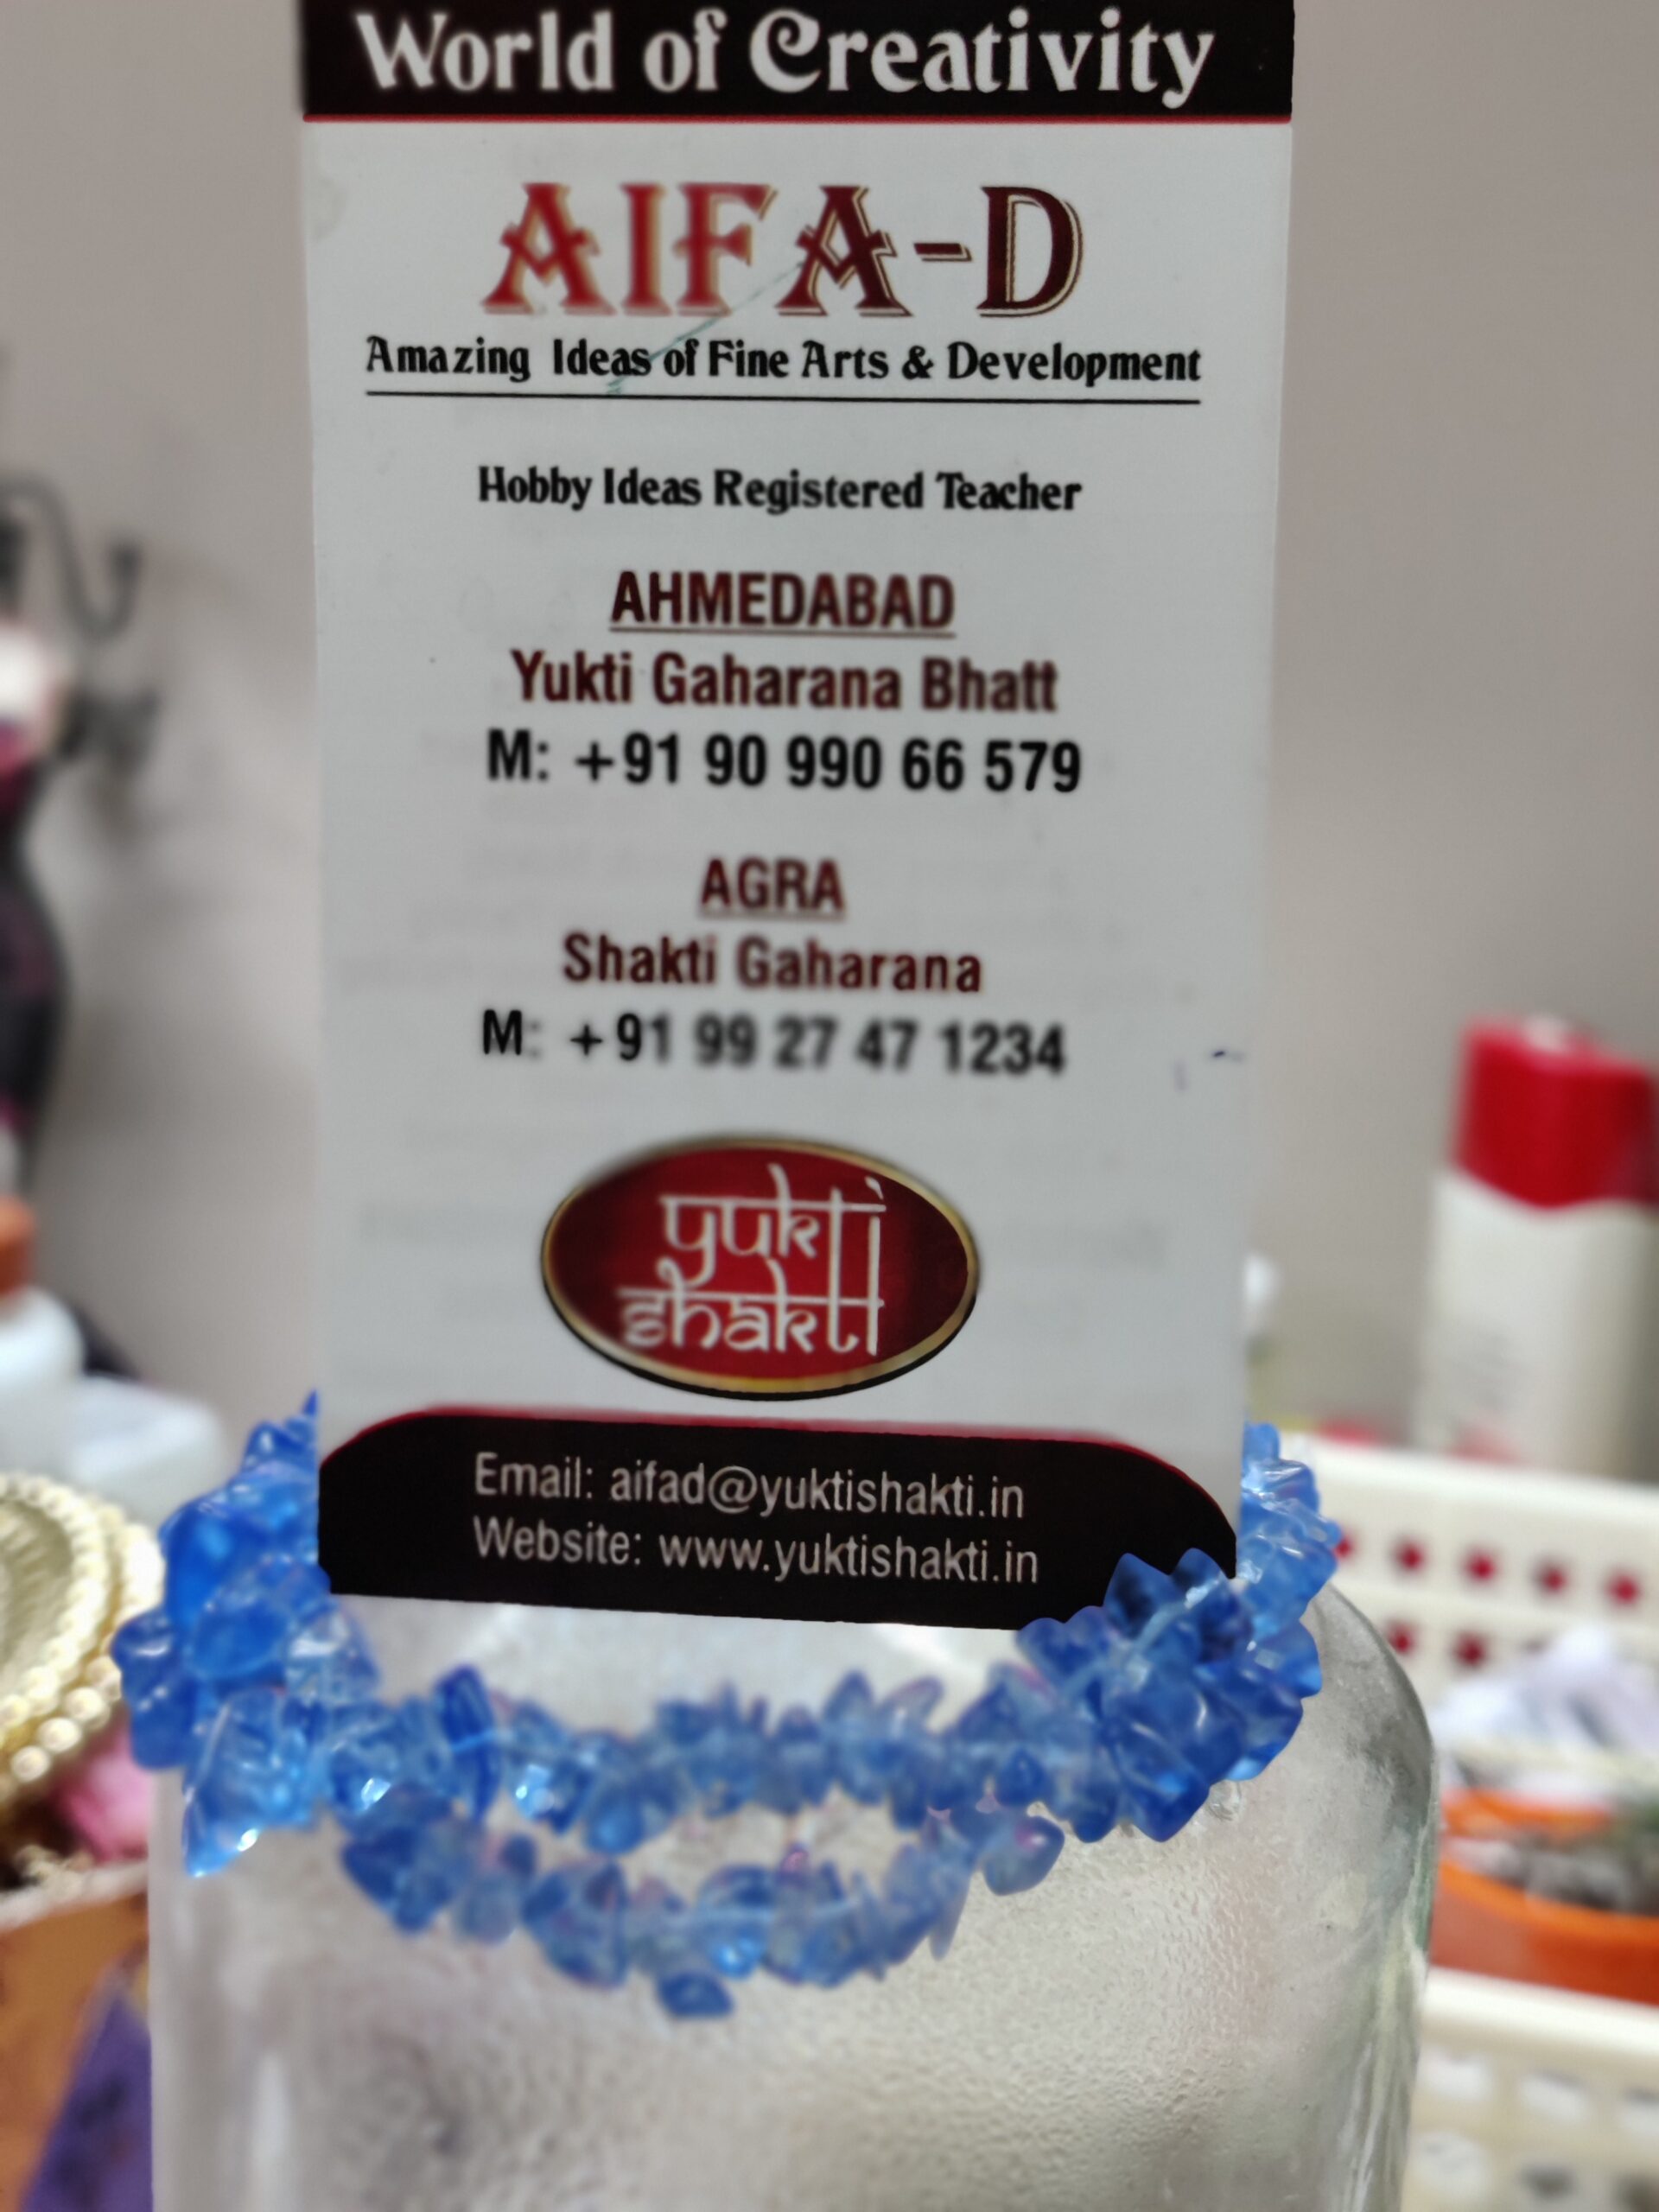 World of Creativity
AIFA-D
Amazing Ideas of Fine Arts & Development
Hobby Ideas Registered Teacher
AHMEDABAD
Yukti Gaharana Bhatt
M: +91 90 990 66 579
AGRA
Shakti Gaharana
M: +91 99 27 47 1234
yukti
shakti
Email: aifad@yuktishakti.in
Website: www.yuktishakti.in